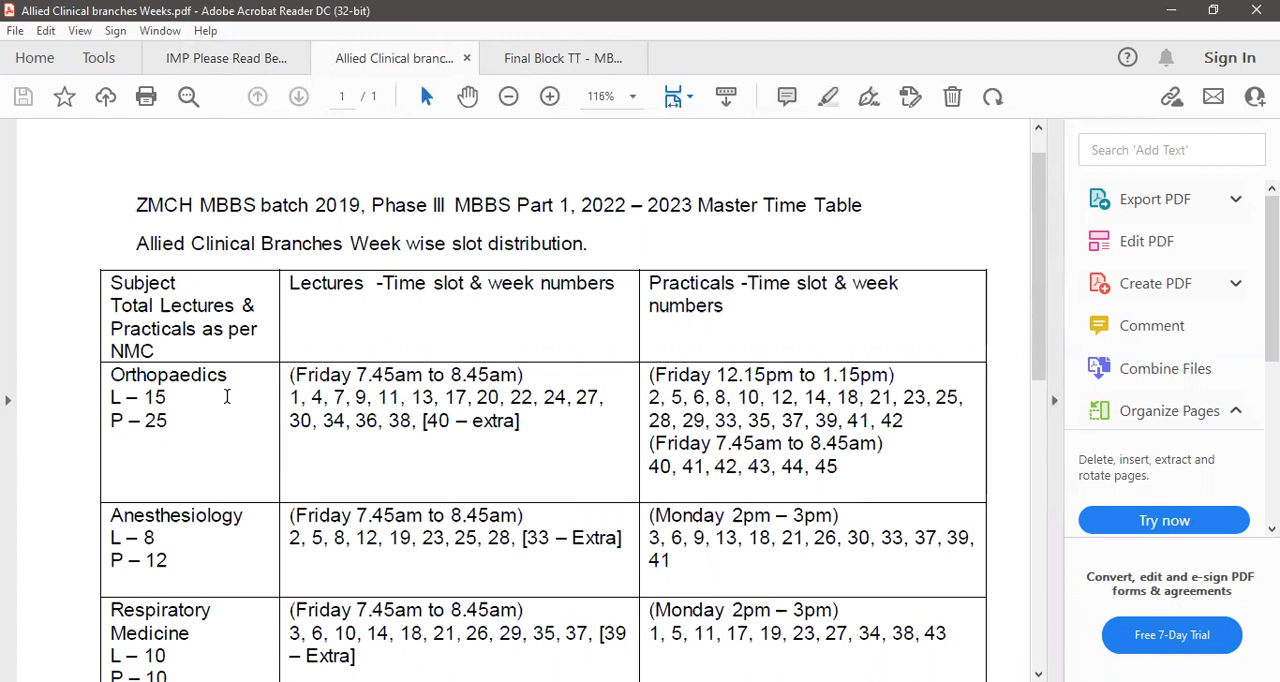 Allied Clinical branches Weeks.pdf - Adobe Acrobat Reader DC (32-bit)
File Edit View Sign Window Help
Home Tools IMP Please Read Be... Allied Clinical branc... × Final Block TT - MB... Sign In
1 / 1 116%
Search 'Add Text'
Export PDF
Edit PDF
Create PDF
Comment
Combine Files
Organize Pages
Delete, insert, extract and
rotate pages.
Try now
Convert, edit and e-sign PDF
forms & agreements
Free 7-Day Trial
ZMCH MBBS batch 2019, Phase III MBBS Part 1, 2022 – 2023 Master Time Table
Allied Clinical Branches Week wise slot distribution.
Subject
Total Lectures &
Practicals as per
NMC
Lectures -Time slot & week numbers
Practicals -Time slot & week
numbers
Orthopaedics
L – 15
P – 25
(Friday 7.45am to 8.45am)
1, 4, 7, 9, 11, 13, 17, 20, 22, 24, 27,
30, 34, 36, 38, [40 – extra]
(Friday 12.15pm to 1.15pm)
2, 5, 6, 8, 10, 12, 14, 18, 21, 23, 25,
28, 29, 33, 35, 37, 39, 41, 42
(Friday 7.45am to 8.45am)
40, 41, 42, 43, 44, 45
Anesthesiology
L – 8
P – 12
(Friday 7.45am to 8.45am)
2, 5, 8, 12, 19, 23, 25, 28, [33 – Extra]
(Monday 2pm – 3pm)
3, 6, 9, 13, 18, 21, 26, 30, 33, 37, 39,
41
Respiratory
Medicine
L – 10
P – 10
(Friday 7.45am to 8.45am)
3, 6, 10, 14, 18, 21, 26, 29, 35, 37, [39
– Extra]
(Monday 2pm – 3pm)
1, 5, 11, 17, 19, 23, 27, 34, 38, 43